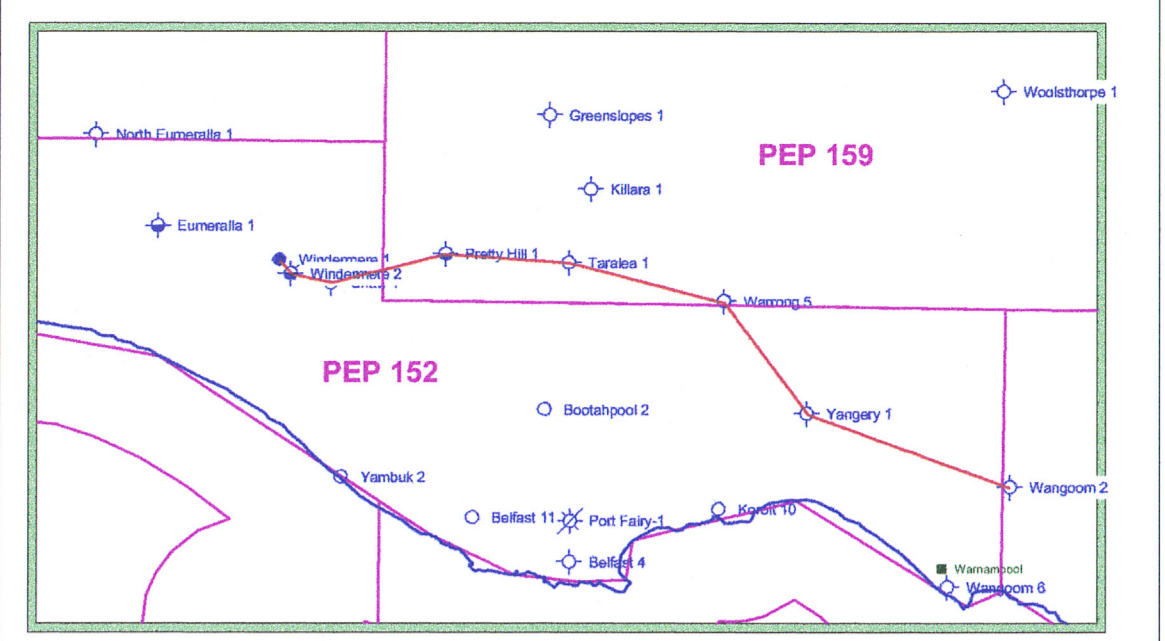 Woolsthorpe 1
Greenslopes 1
North Eumeralla 1
PEP 159
Killara 1
Eumeralla 1
Pretty Hill 1
Windermere 1
Taralea 1
Windermere 2
Warrong 5
PEP 152
Bootahpool 2
Yangery 1
Yambuk 2
Wangoom 2
Koroit 10
Belfast 11
Port Fairy-1
Belfast 4
Warnambool
Wangoom 6